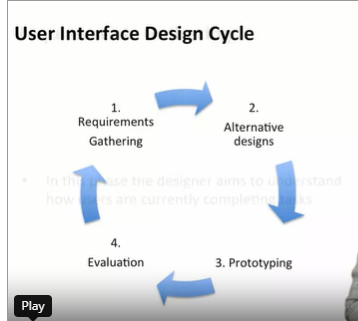 User Interface Design Cycle
1.
Requirements
Gathering
2.
Alternative
designs
• In this phase the designer aims to understand
how users are currently completing tasks
4.
Evaluation
3. Prototyping
Play